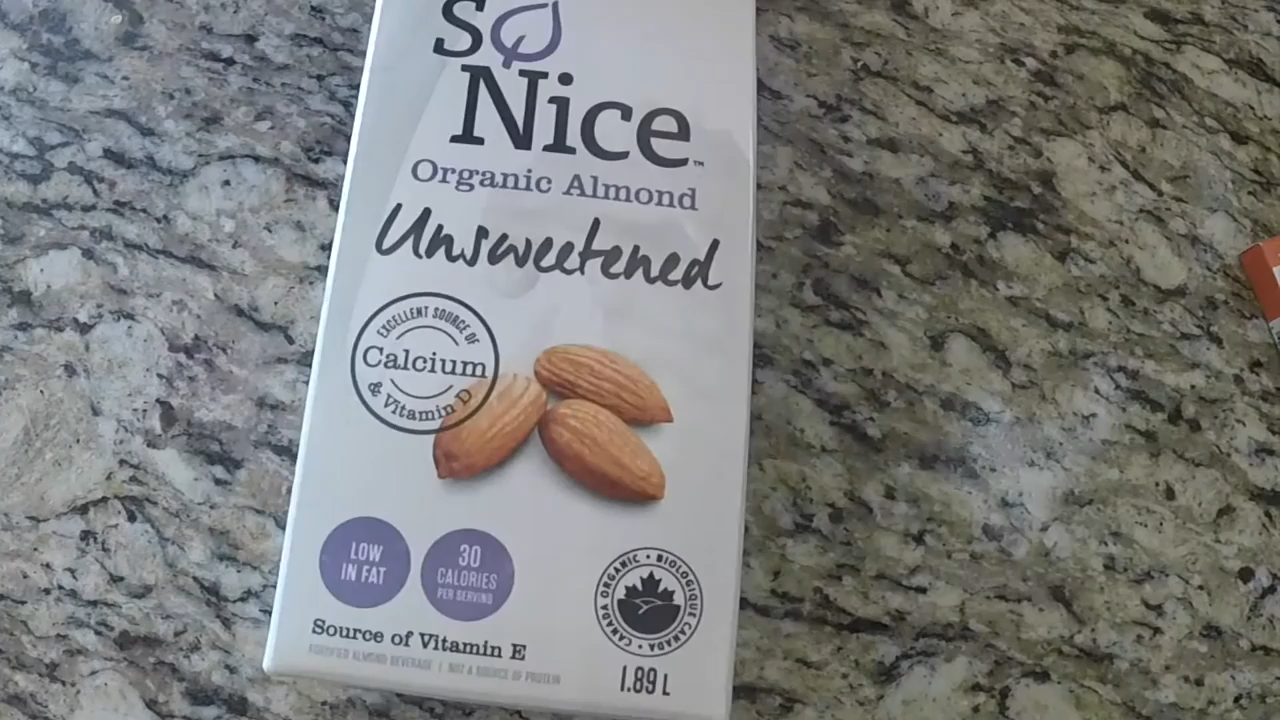 So
Nice™
Organic Almond
Unsweetened
EXCELLENT SOURCE OF
Calcium
& Vitamin D
LOW
IN FAT
30
CALORIES
PER SERVING
CANADA ORGANIC • BIOLOGIQUE CANADA •
Source of Vitamin E
FORTIFIED ALMOND BEVERAGE | NOT A SOURCE OF PROTEIN
1.89 L